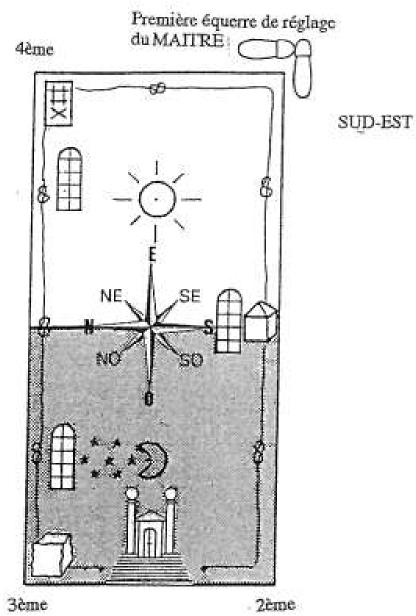 Première équerre de réglage
du MAITRE
4ème
SUD-EST
E
NE
SE
N
S
NO
SO
O
3ème
2ème